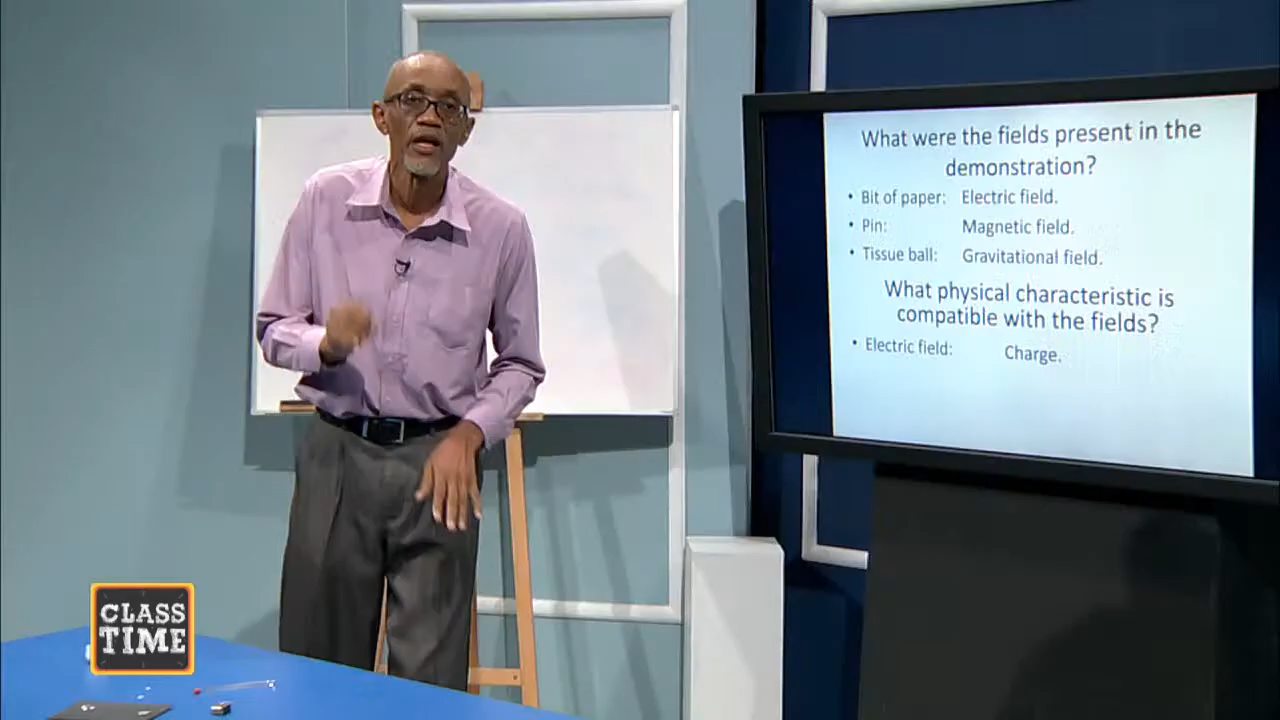 What were the fields present in the
demonstration?
• Bit of paper: Electric field.
• Pin: Magnetic field.
• Tissue ball: Gravitational field.
What physical characteristic is
compatible with the fields?
• Electric field: Charge.
CLASS
TIME